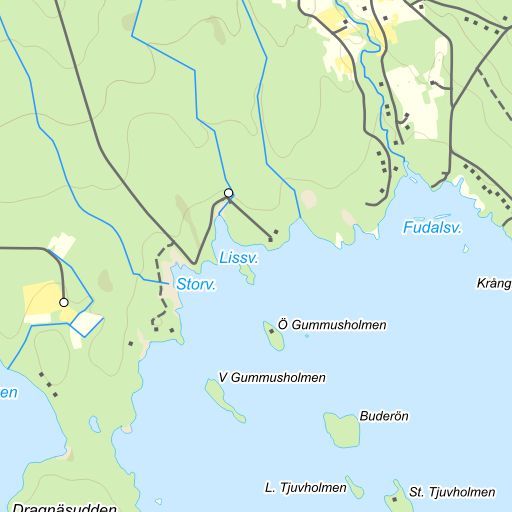 Fudalsv.
Lissv.
Storv.
Krång
Ö Gummusholmen
V Gummusholmen
en
Buderön
L. Tjuvholmen
St. Tjuvholmen
Dragnäsudden